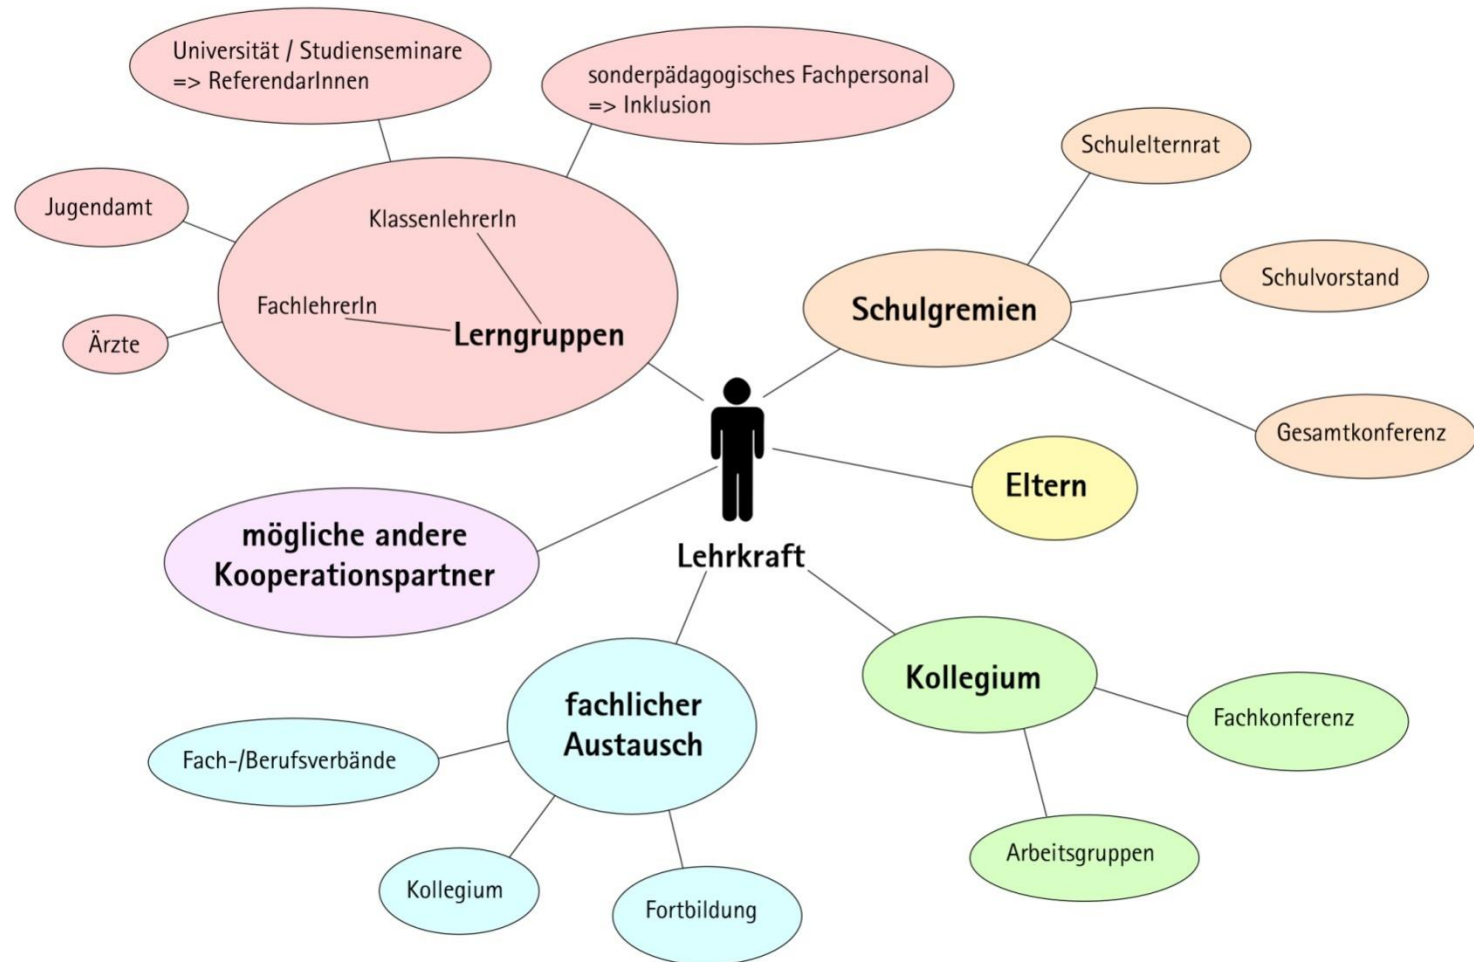 Universität / Studienseminare
=> ReferendarInnen
sonderpädagogisches Fachpersonal
=> Inklusion
Jugendamt
Ärzte
KlassenlehrerIn
FachlehrerIn
Lerngruppen
Schulelternrat
Schulvorstand
Schulgremien
Gesamtkonferenz
Eltern
mögliche andere
Kooperationspartner
Lehrkraft
fachlicher
Austausch
Fach-/Berufsverbände
Kollegium
Fortbildung
Kollegium
Fachkonferenz
Arbeitsgruppen